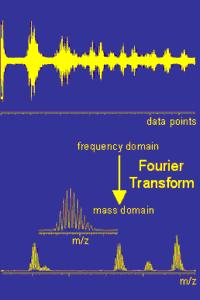 data points
frequency domain
Fourier
Transform
mass domain
m/z
m/z